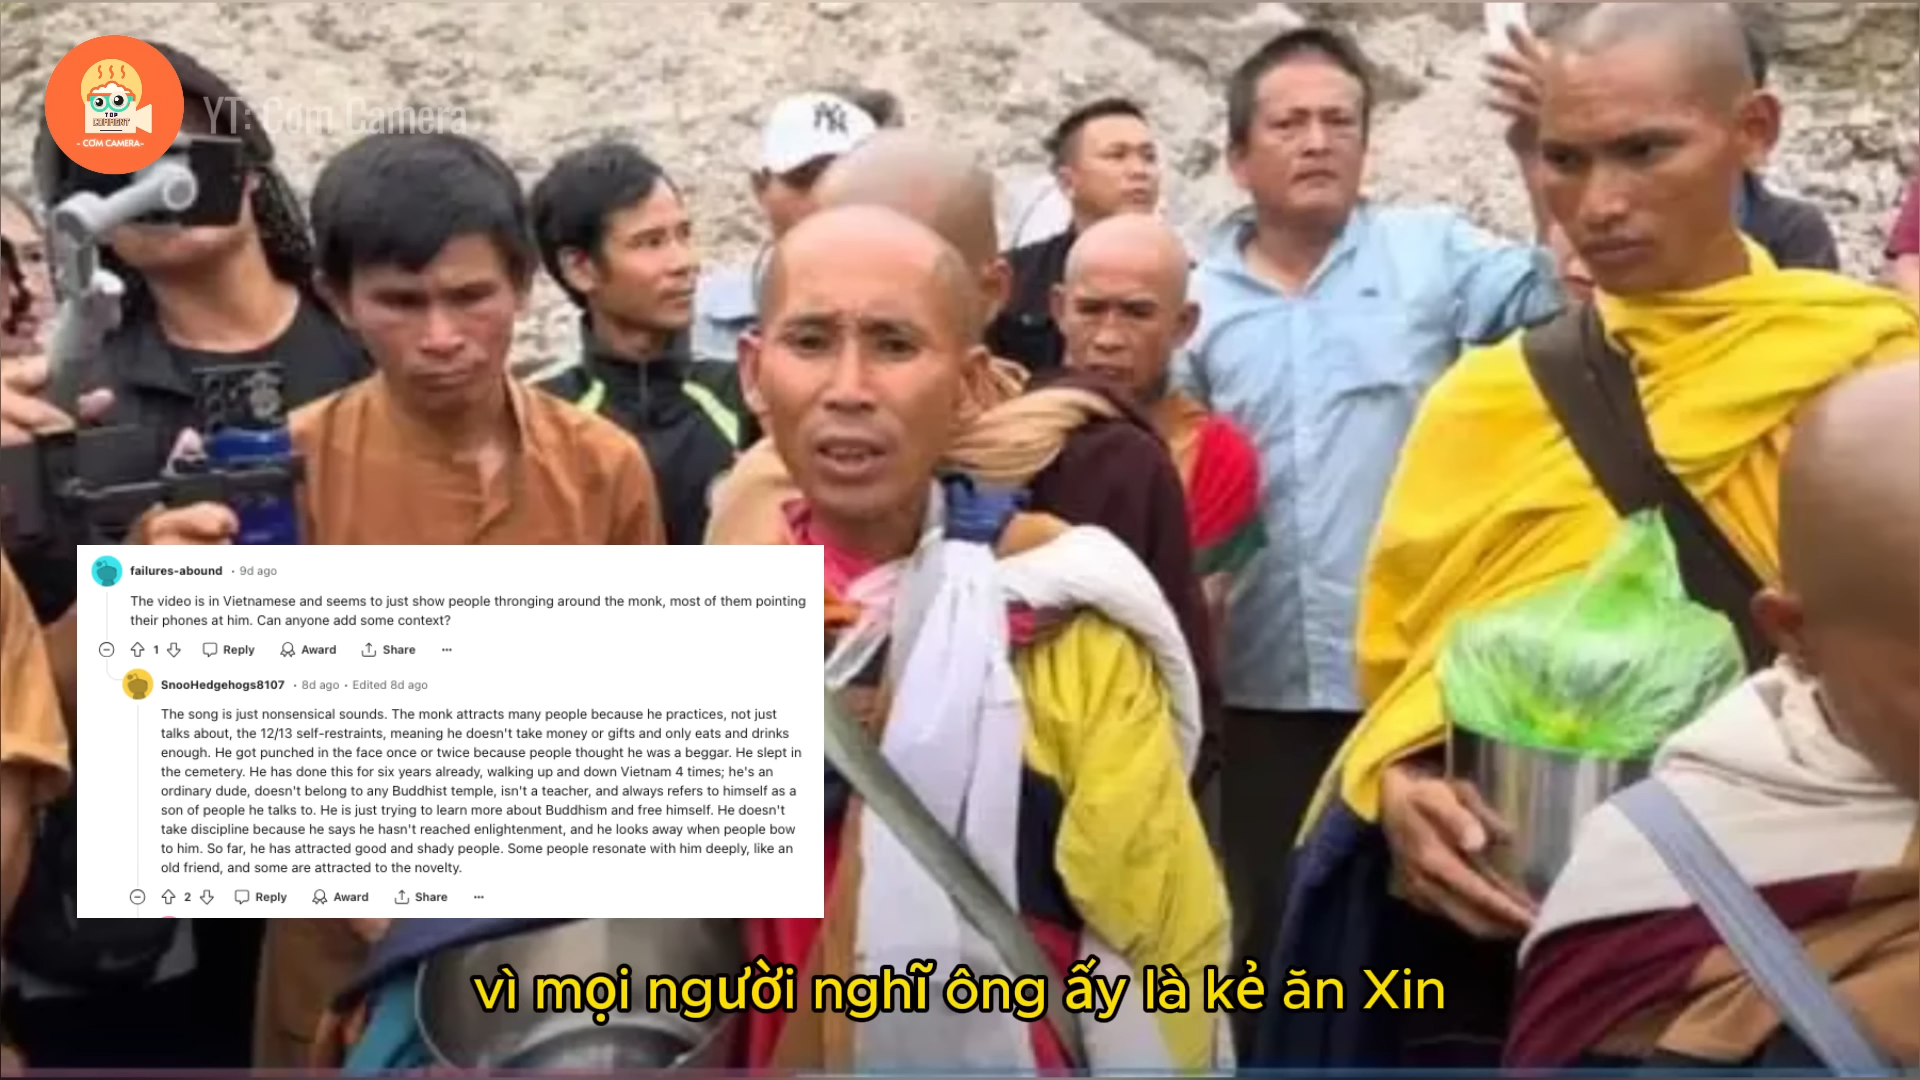 TOP
COMMENT
- CƠM CAMERA-
YT: Cơm Camera
NY
failures-abound • 9d ago
The video is in Vietnamese and seems to just show people thronging around the monk, most of them pointing
their phones at him. Can anyone add some context?
1 Reply Award Share ...
SnooHedgehogs8107 • 8d ago • Edited 8d ago
The song is just nonsensical sounds. The monk attracts many people because he practices, not just
talks about, the 12/13 self-restraints, meaning he doesn't take money or gifts and only eats and drinks
enough. He got punched in the face once or twice because people thought he was a beggar. He slept in
the cemetery. He has done this for six years already, walking up and down Vietnam 4 times; he's an
ordinary dude, doesn't belong to any Buddhist temple, isn't a teacher, and always refers to himself as a
son of people he talks to. He is just trying to learn more about Buddhism and free himself. He doesn't
take discipline because he says he hasn't reached enlightenment, and he looks away when people bow
to him. So far, he has attracted good and shady people. Some people resonate with him deeply, like an
old friend, and some are attracted to the novelty.
2 Reply Award Share ...
vì mọi người nghĩ ông ấy là kẻ ăn Xin